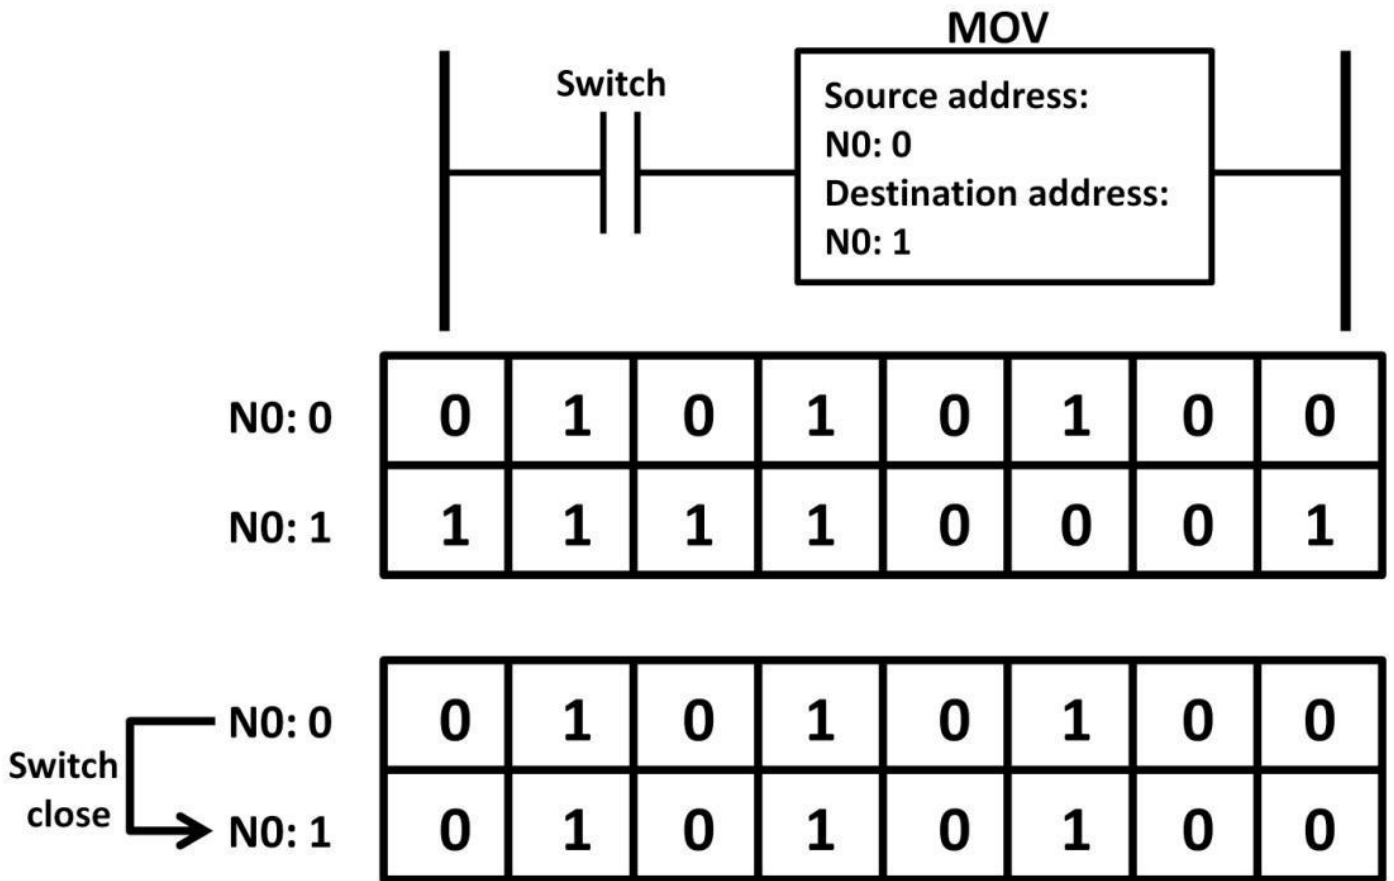 MOV
Switch
Source address:
N0: 0
Destination address:
N0: 1
N0: 0 0 1 0 1 0 1 0 0
N0: 1 1 1 1 1 0 0 0 1
Switch
close
N0: 0 0 1 0 1 0 1 0 0
N0: 1 0 1 0 1 0 1 0 0